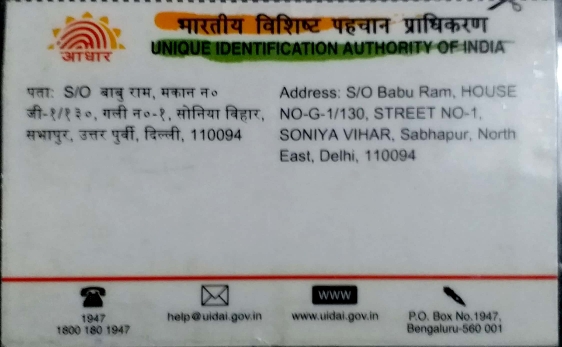 भारतीय विशिष्ट पहचान प्राधिकरण
UNIQUE IDENTIFICATION AUTHORITY OF INDIA
आधार
पताः S/O बाबु राम, मकान न०
जी-१/१३०, गली न०-१, सोनिया विहार,
सभापुर, उत्तर पुर्वी, दिल्ली, 110094
Address: S/O Babu Ram, HOUSE
NO-G-1/130, STREET NO-1,
SONIYA VIHAR, Sabhapur, North
East, Delhi, 110094
1947
1800 180 1947
help@uidai.gov.in
www
www.uidai.gov.in
P.O. Box No.1947,
Bengaluru-560 001